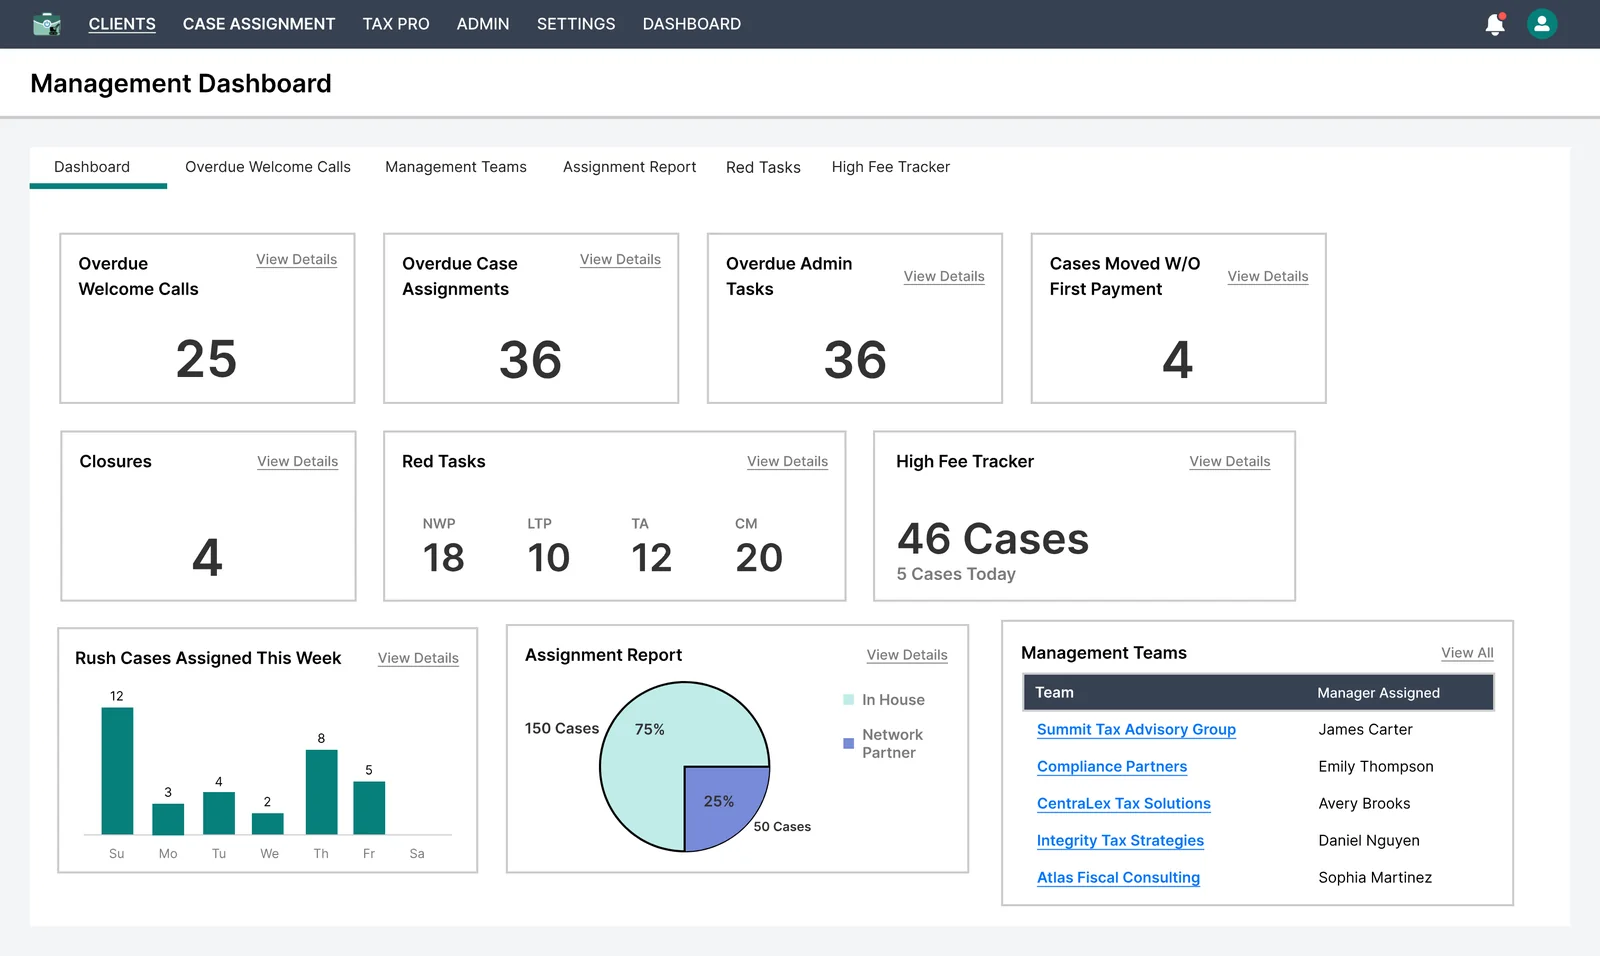 CLIENTS CASE ASSIGNMENT TAX PRO ADMIN SETTINGS DASHBOARD
Management Dashboard
Dashboard Overdue Welcome Calls Management Teams Assignment Report Red Tasks High Fee Tracker
Overdue
Welcome Calls
View Details
25
Overdue Case
Assignments
View Details
36
Overdue Admin
Tasks
View Details
36
Cases Moved W/O
First Payment
View Details
4
Closures
View Details
4
Red Tasks
View Details
NWP LTP TA CM
18 10 12 20
High Fee Tracker
View Details
46 Cases
5 Cases Today
Rush Cases Assigned This Week
View Details
12 3 4 2 8 5
Su Mo Tu We Th Fr Sa
Assignment Report
View Details
150 Cases
75%
25%
50 Cases
In House
Network
Partner
Management Teams
View All
Team Manager Assigned
Summit Tax Advisory Group James Carter
Compliance Partners Emily Thompson
CentraLex Tax Solutions Avery Brooks
Integrity Tax Strategies Daniel Nguyen
Atlas Fiscal Consulting Sophia Martinez